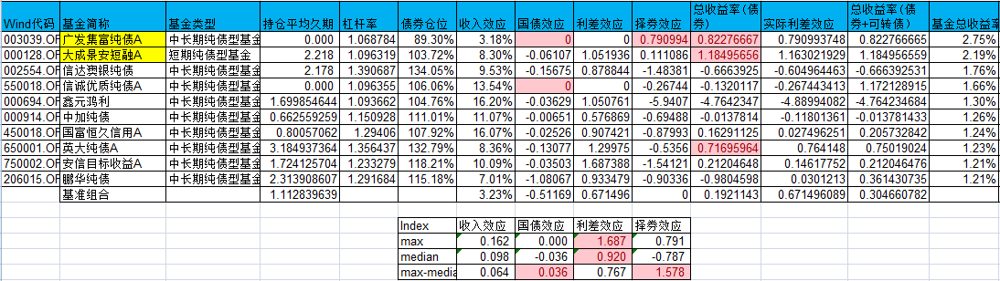 Wind代码 基金简称 基金类型 持仓平均久期 杠杆率 债券仓位 收入效应 国债效应 利差效应 择券效应 总收益率(债券) 实际利差效应 总收益率(债券+可转债) 基金总收益率
003039.OF 广发集富纯债A 中长期纯债型基金 0.000 1.068784 89.30% 3.18% 0 0 0.790994 0.82276667 0.790993748 0.822766665 2.75%
000128.OF 大成景安短融A 短期纯债型基金 2.218 1.096319 103.72% 8.30% -0.06107 1.051936 0.111086 1.18495656 1.163021929 1.184956559 2.19%
002554.OF 信达澳银纯债 中长期纯债型基金 2.178 1.390687 134.05% 9.53% -0.15675 0.878844 -1.48381 -0.6663925 -0.604964463 -0.666392531 1.76%
550018.OF 信诚优质纯债A 中长期纯债型基金 0.000 1.096355 106.06% 13.54% 0 0 -0.26744 -0.1320117 -0.267443413 1.172128915 1.66%
000694.OF 鑫元鸿利 中长期纯债型基金 1.699854644 1.093662 104.76% 16.20% -0.03629 1.050761 -5.9407 -4.7642347 -4.88994082 -4.764234684 1.30%
000914.OF 中加纯债 中长期纯债型基金 0.662559259 1.150928 111.01% 11.07% -0.00651 0.576869 -0.69488 -0.0137814 -0.11801361 -0.013781433 1.26%
450018.OF 国富恒久信用A 中长期纯债型基金 0.80057062 1.29406 107.92% 16.07% -0.02526 0.907421 -0.87993 0.16291125 0.027496251 0.205732842 1.24%
650001.OF 英大纯债A 中长期纯债型基金 3.184937364 1.356437 132.79% 8.36% -0.13077 1.29975 -0.5356 0.71695964 0.764148 0.75019024 1.23%
750002.OF 安信目标收益A 中长期纯债型基金 1.724125704 1.233279 118.21% 10.09% -0.03503 1.687388 -1.54121 0.21204648 0.14617752 0.212046476 1.21%
206015.OF 鹏华纯债 中长期纯债型基金 2.313908607 1.291684 115.18% 7.01% -1.08067 0.933479 -0.90336 -0.9804598 0.0301213 0.361430735 1.21%
基准组合 1.112839639 3.23% -0.51169 0.671496 0 0.1921143 0.671496089 0.304660782
Index 收入效应 国债效应 利差效应 择券效应
max 0.162 0.000 1.687 0.791
median 0.098 -0.036 0.920 -0.787
max-media 0.064 0.036 0.767 1.578